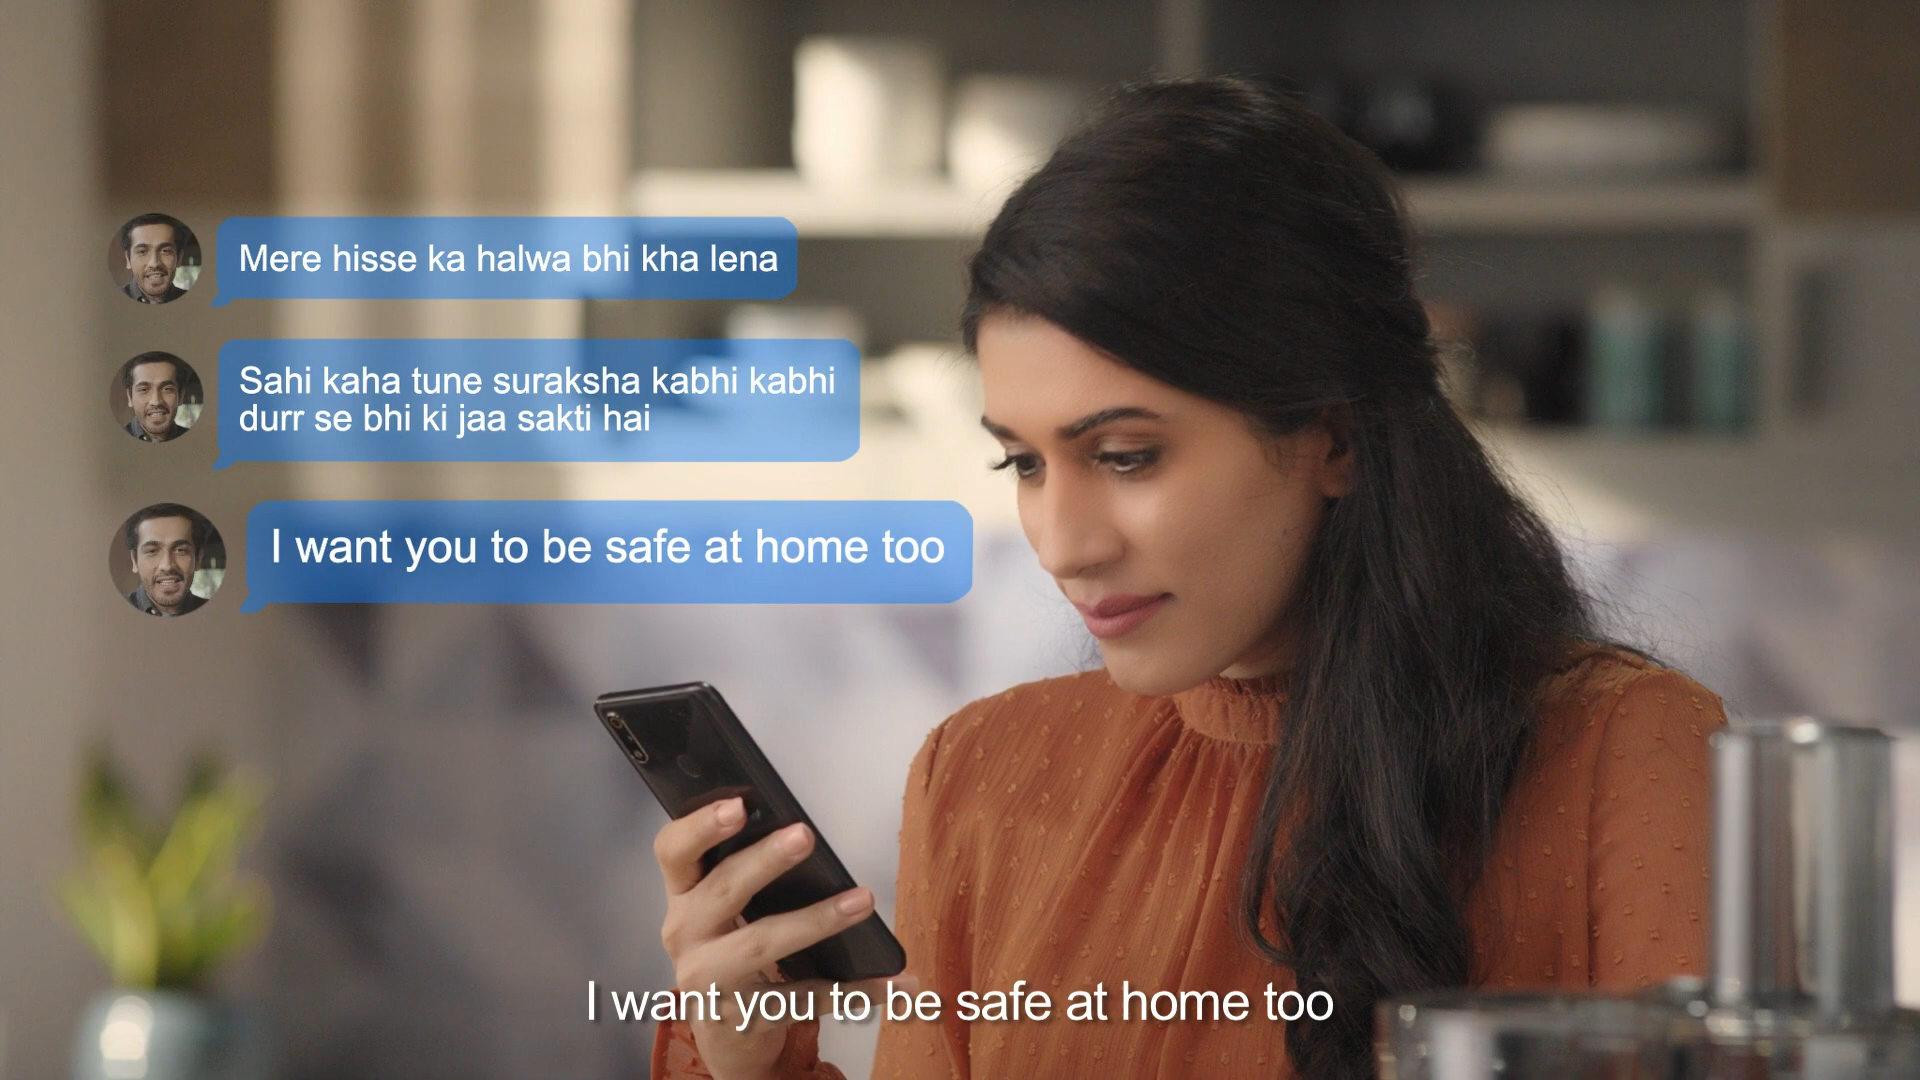 Mere hisse ka halwa bhi kha lena
Sahi kaha tune suraksha kabhi kabhi
durr se bhi ki jaa sakti hai
I want you to be safe at home too
I want you to be safe at home too